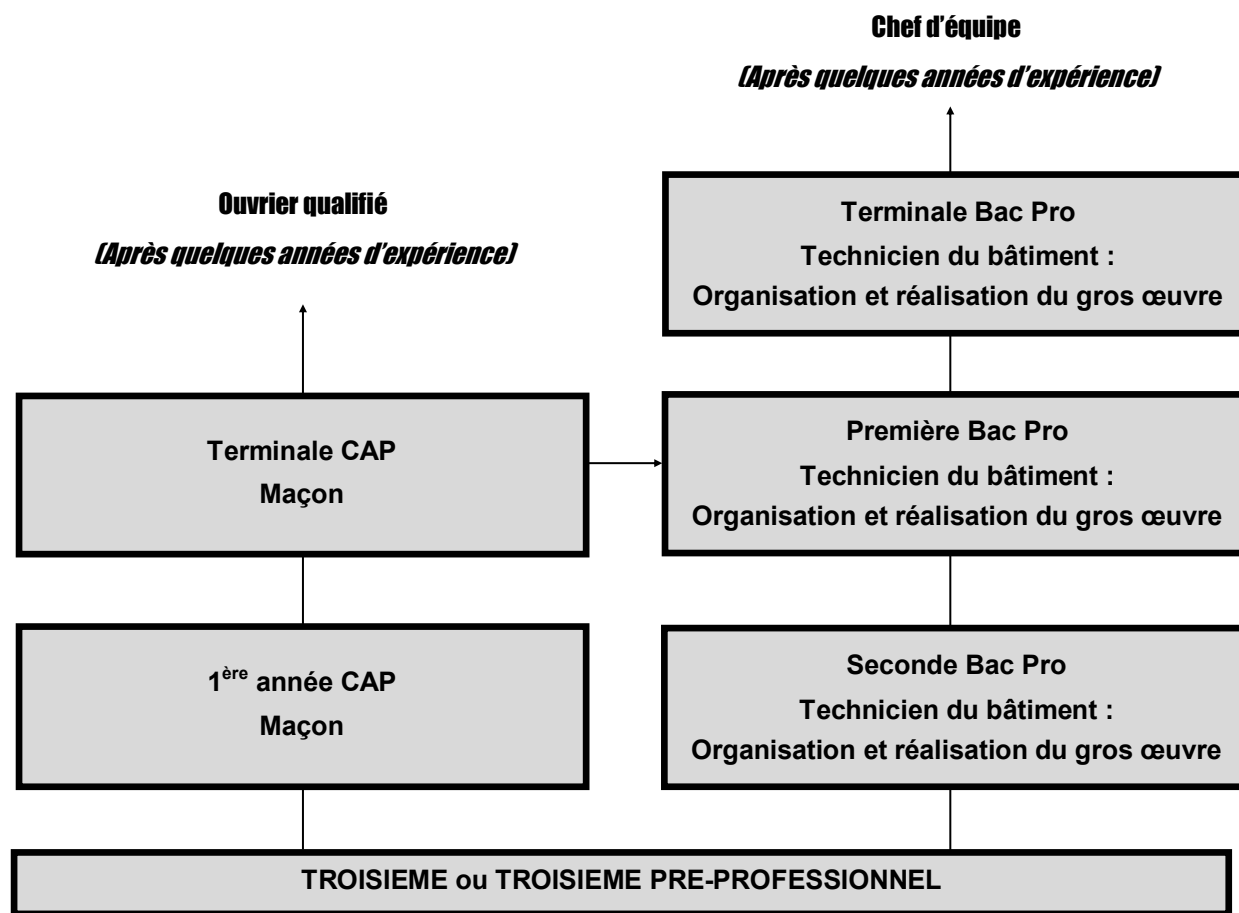 Chef d'équipe
(Après quelques années d'expérience)
Ouvrier qualifié
(Après quelques années d'expérience)
Terminale Bac Pro
Technicien du bâtiment :
Organisation et réalisation du gros œuvre
Terminale CAP
Maçon
Première Bac Pro
Technicien du bâtiment :
Organisation et réalisation du gros œuvre
1ère année CAP
Maçon
Seconde Bac Pro
Technicien du bâtiment :
Organisation et réalisation du gros œuvre
TROISIEME ou TROISIEME PRE-PROFESSIONNEL